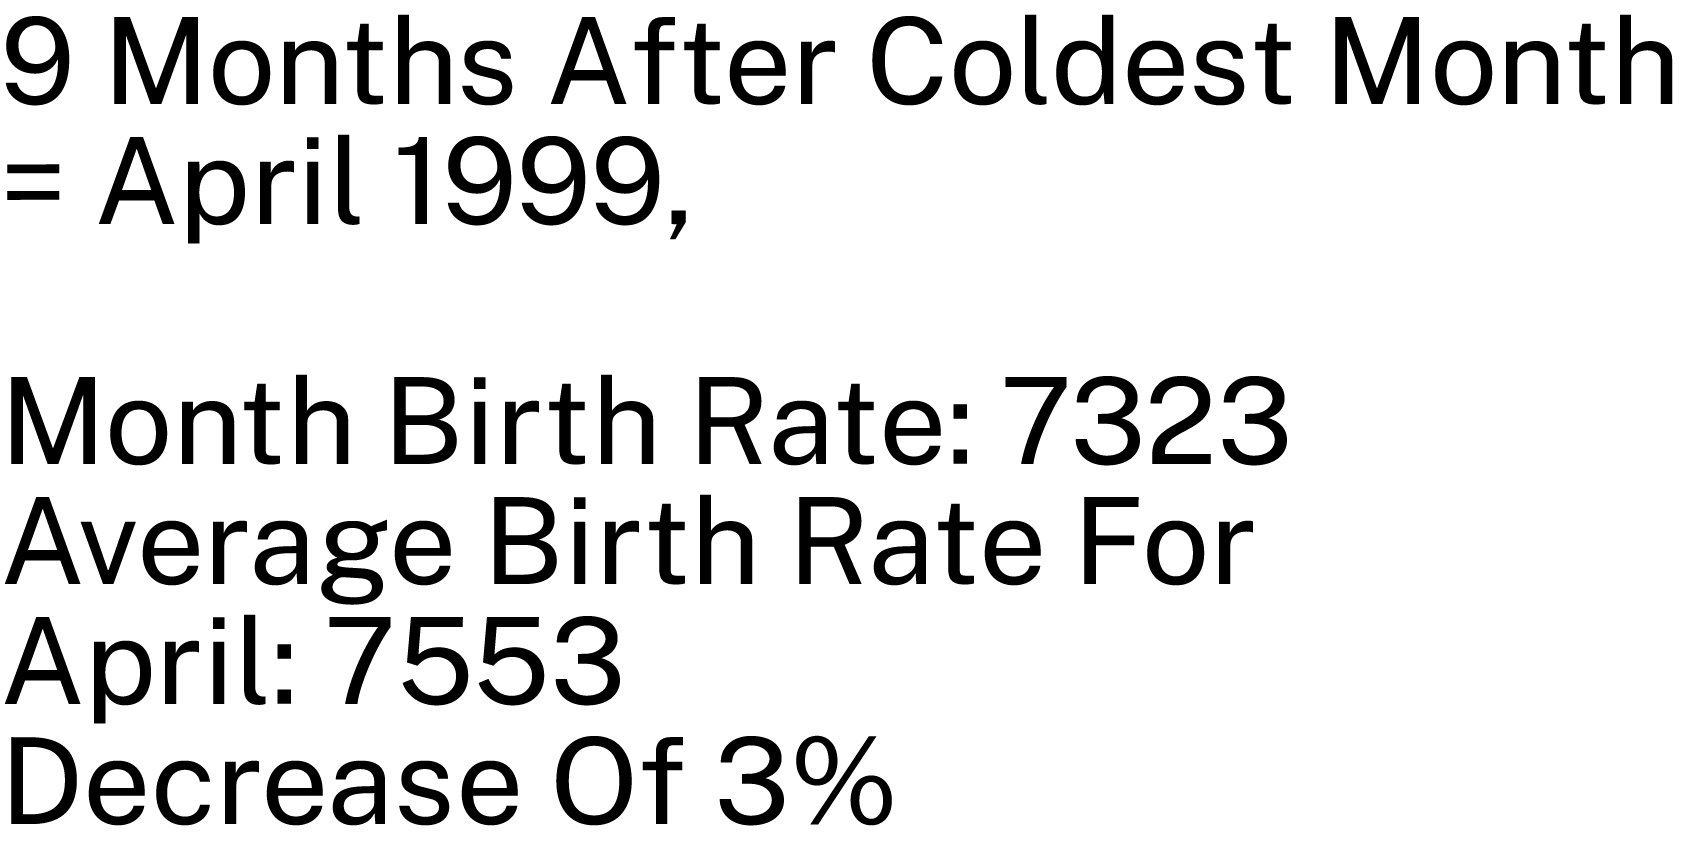 9 Months After Coldest Month
= April 1999,
Month Birth Rate: 7323
Average Birth Rate For
April: 7553
Decrease Of 3%